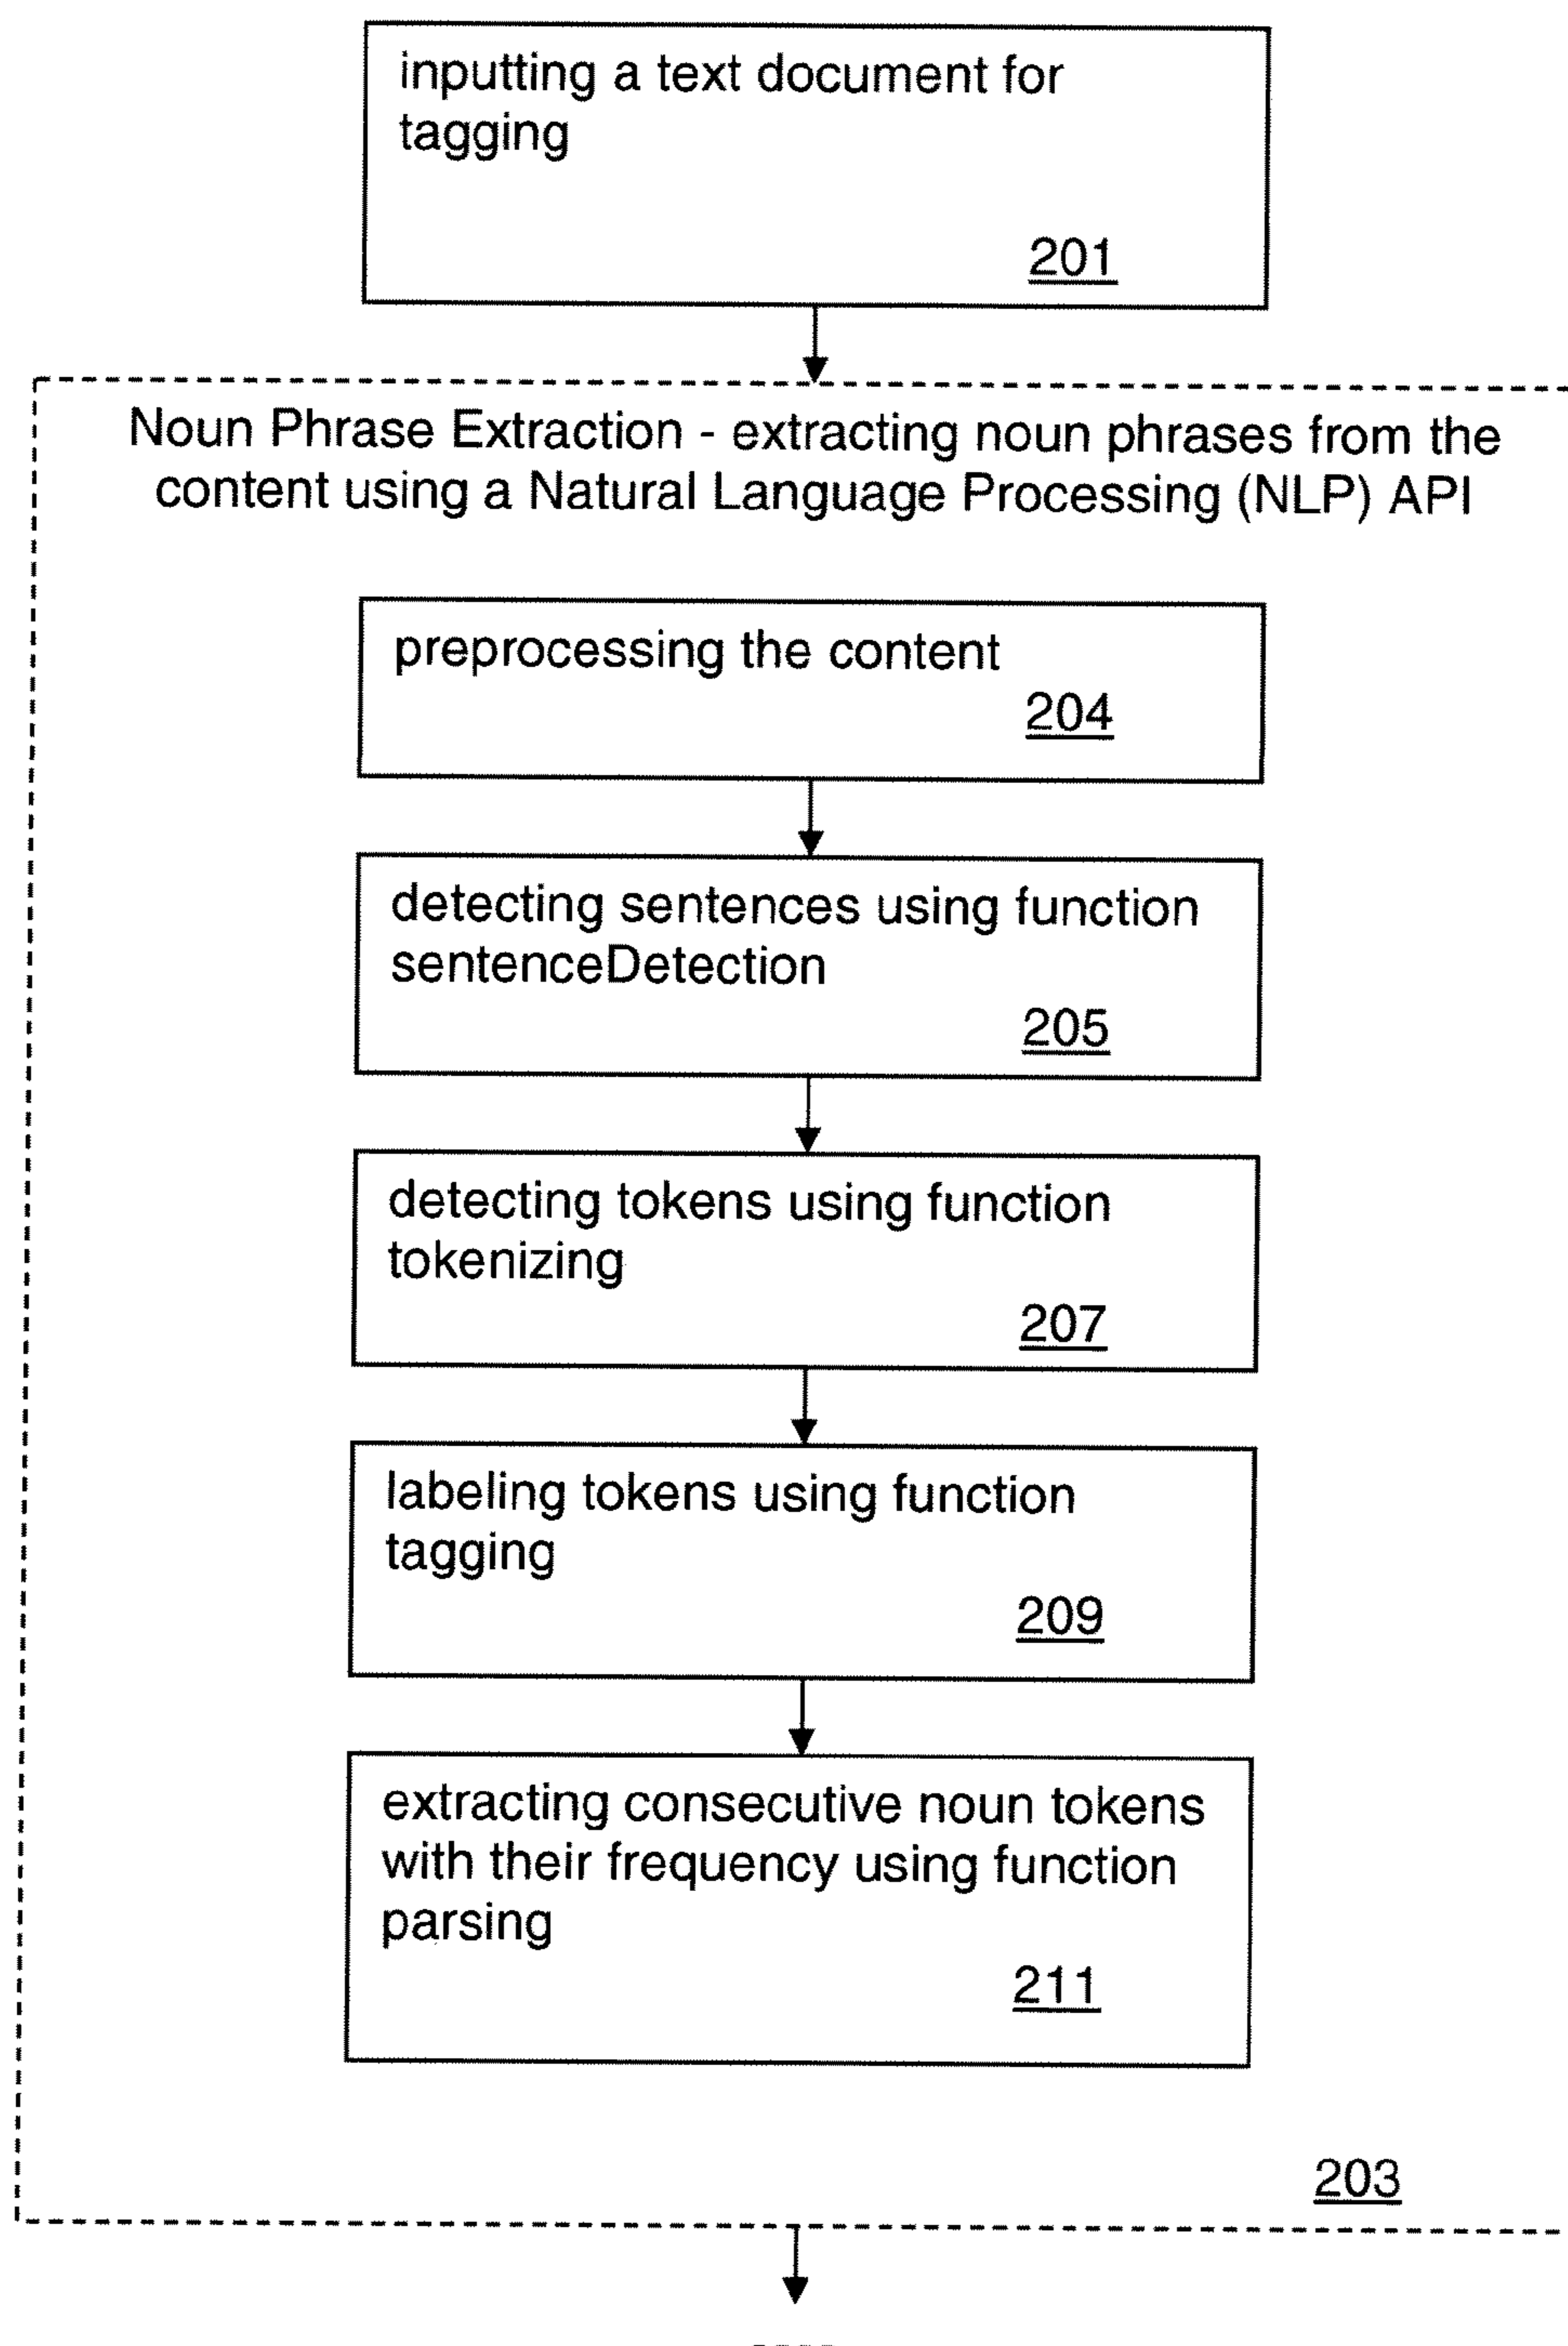 inputting a text document for
tagging
201
Noun Phrase Extraction - extracting noun phrases from the
content using a Natural Language Processing (NLP) API
preprocessing the content
204
detecting sentences using function
sentenceDetection
205
detecting tokens using function
tokenizing
207
labeling tokens using function
tagging
209
extracting consecutive noun tokens
with their frequency using function
parsing
211
203